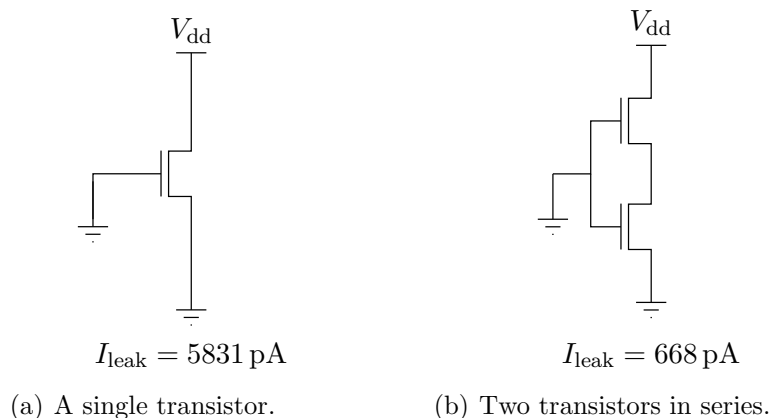 V_dd
V_dd
I_leak = 5831 pA
I_leak = 668 pA
(a) A single transistor.
(b) Two transistors in series.